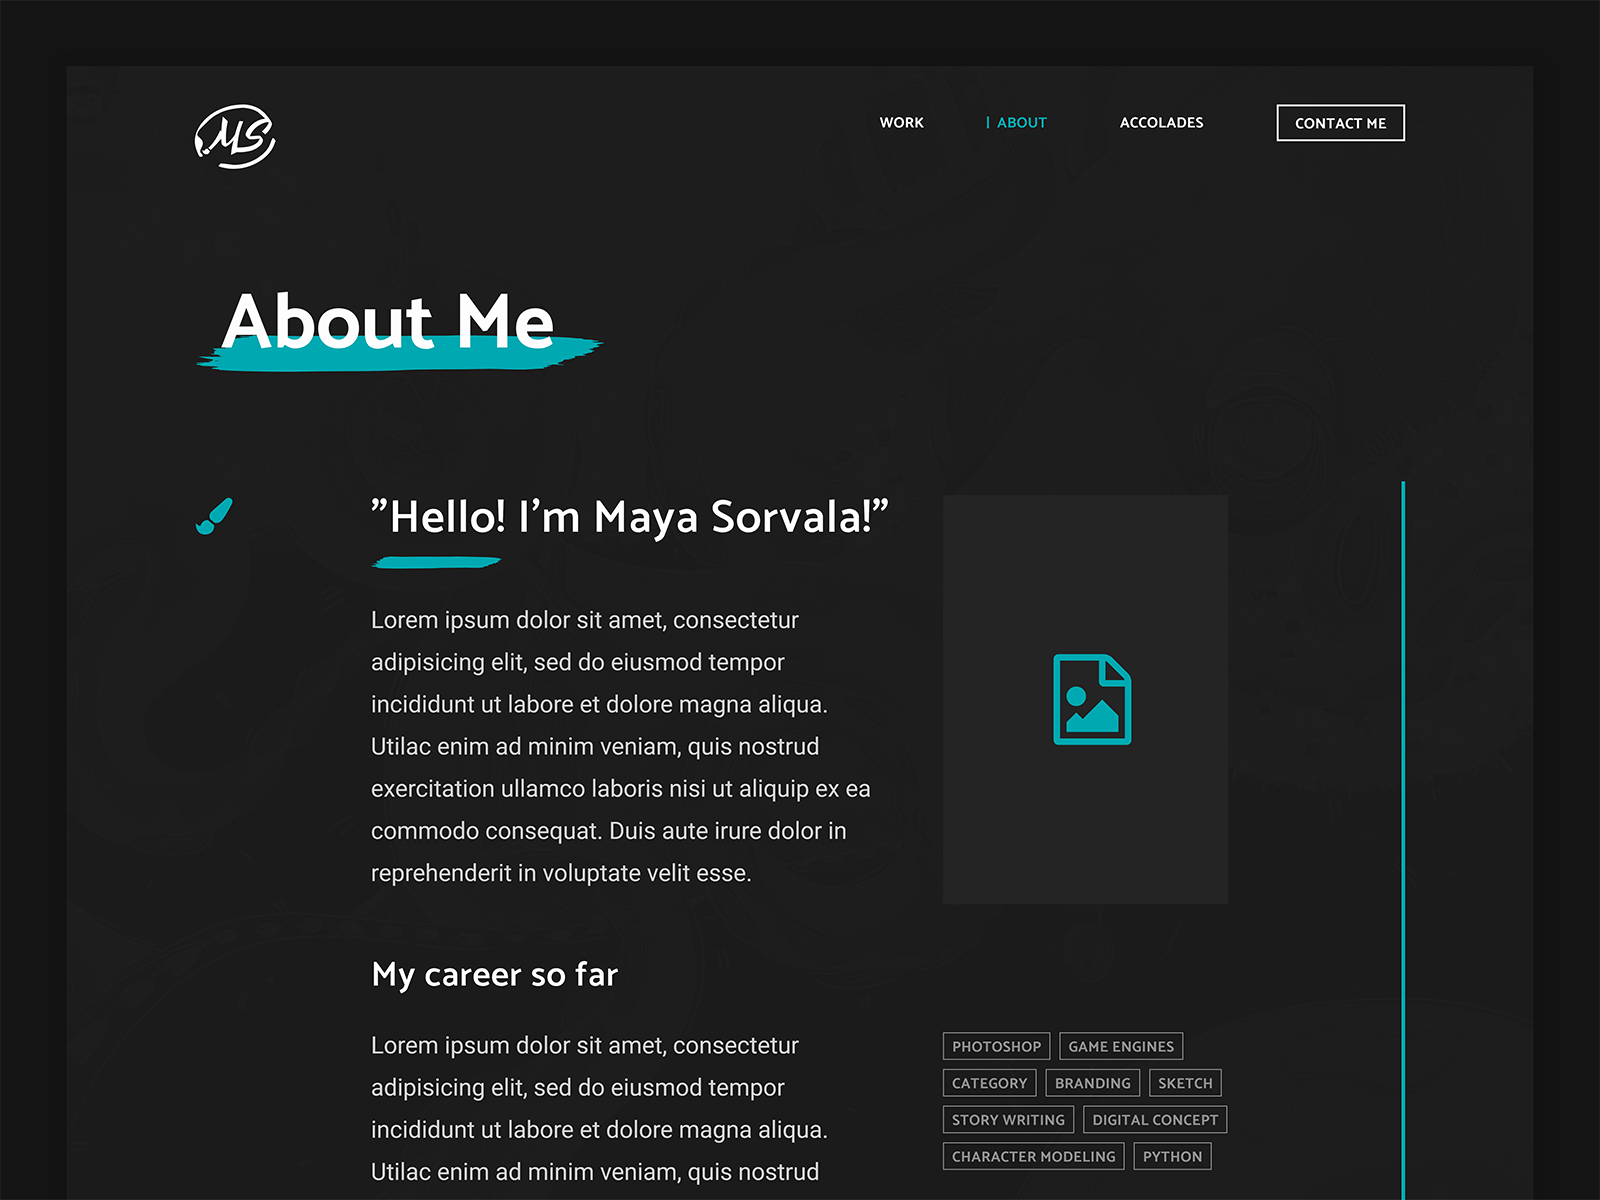 MS
WORK
| ABOUT
ACCOLADES
CONTACT ME
About Me
”Hello! I’m Maya Sorvala!”
Lorem ipsum dolor sit amet, consectetur
adipisicing elit, sed do eiusmod tempor
incididunt ut labore et dolore magna aliqua.
Utilac enim ad minim veniam, quis nostrud
exercitation ullamco laboris nisi ut aliquip ex ea
commodo consequat. Duis aute irure dolor in
reprehenderit in voluptate velit esse.
My career so far
Lorem ipsum dolor sit amet, consectetur
adipisicing elit, sed do eiusmod tempor
incididunt ut labore et dolore magna aliqua.
Utilac enim ad minim veniam, quis nostrud
PHOTOSHOP GAME ENGINES
CATEGORY BRANDING SKETCH
STORY WRITING DIGITAL CONCEPT
CHARACTER MODELING PYTHON